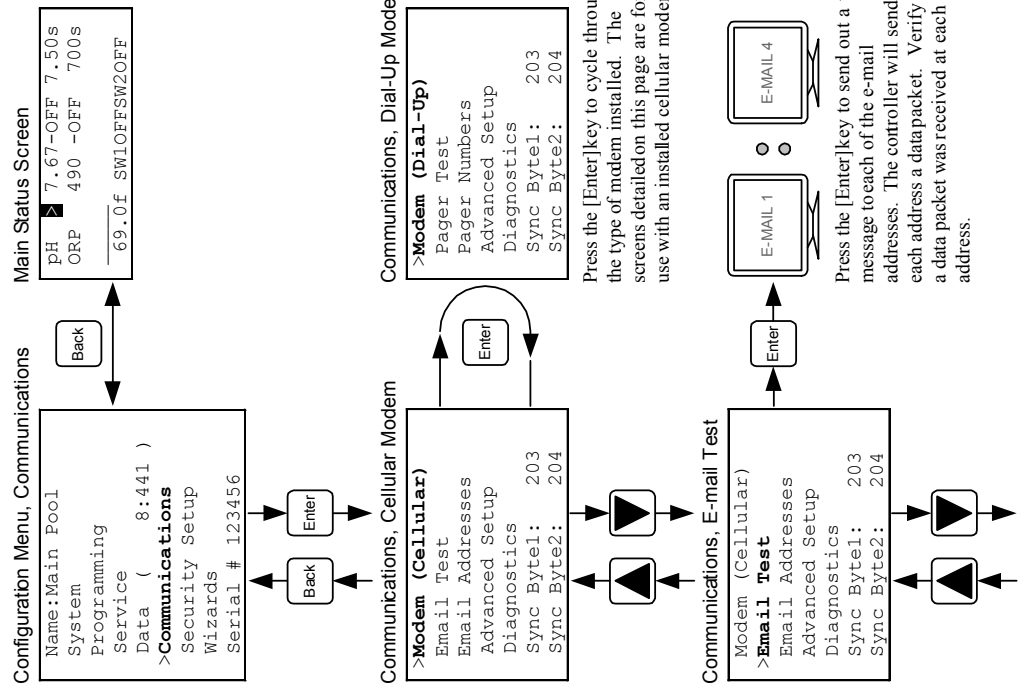 Configuration Menu, Communications
Name:Main Pool
System
Programming
Service
Data ( 8:441 )
>Communications
Security Setup
Wizards
Serial # 123456
Back
Main Status Screen
pH > 7.67-OFF 7.50s
ORP 490 -OFF 700s
69.0f SW1OFFSW2OFF
Back
Enter
Communications, Cellular Modem
>Modem (Cellular)
Email Test
Email Addresses
Advanced Setup
Diagnostics
Sync Byte1: 203
Sync Byte2: 204
Enter
Communications, Dial-Up Mode
>Modem (Dial-Up)
Pager Test
Pager Numbers
Advanced Setup
Diagnostics
Sync Byte1: 203
Sync Byte2: 204
Press the [Enter]key to cycle throu
the type of modem installed. The
screens detailed on this page are fo
use with an installed cellular modem
Communications, E-mail Test
Modem (Cellular)
>Email Test
Email Addresses
Advanced Setup
Diagnostics
Sync Byte1: 203
Sync Byte2: 204
Enter
E-MAIL 1
E-MAIL 4
Press the [Enter]key to send out a
message to each of the e-mail
addresses. The controller will send
each address a data packet. Verify
a data packet was received at each
address.